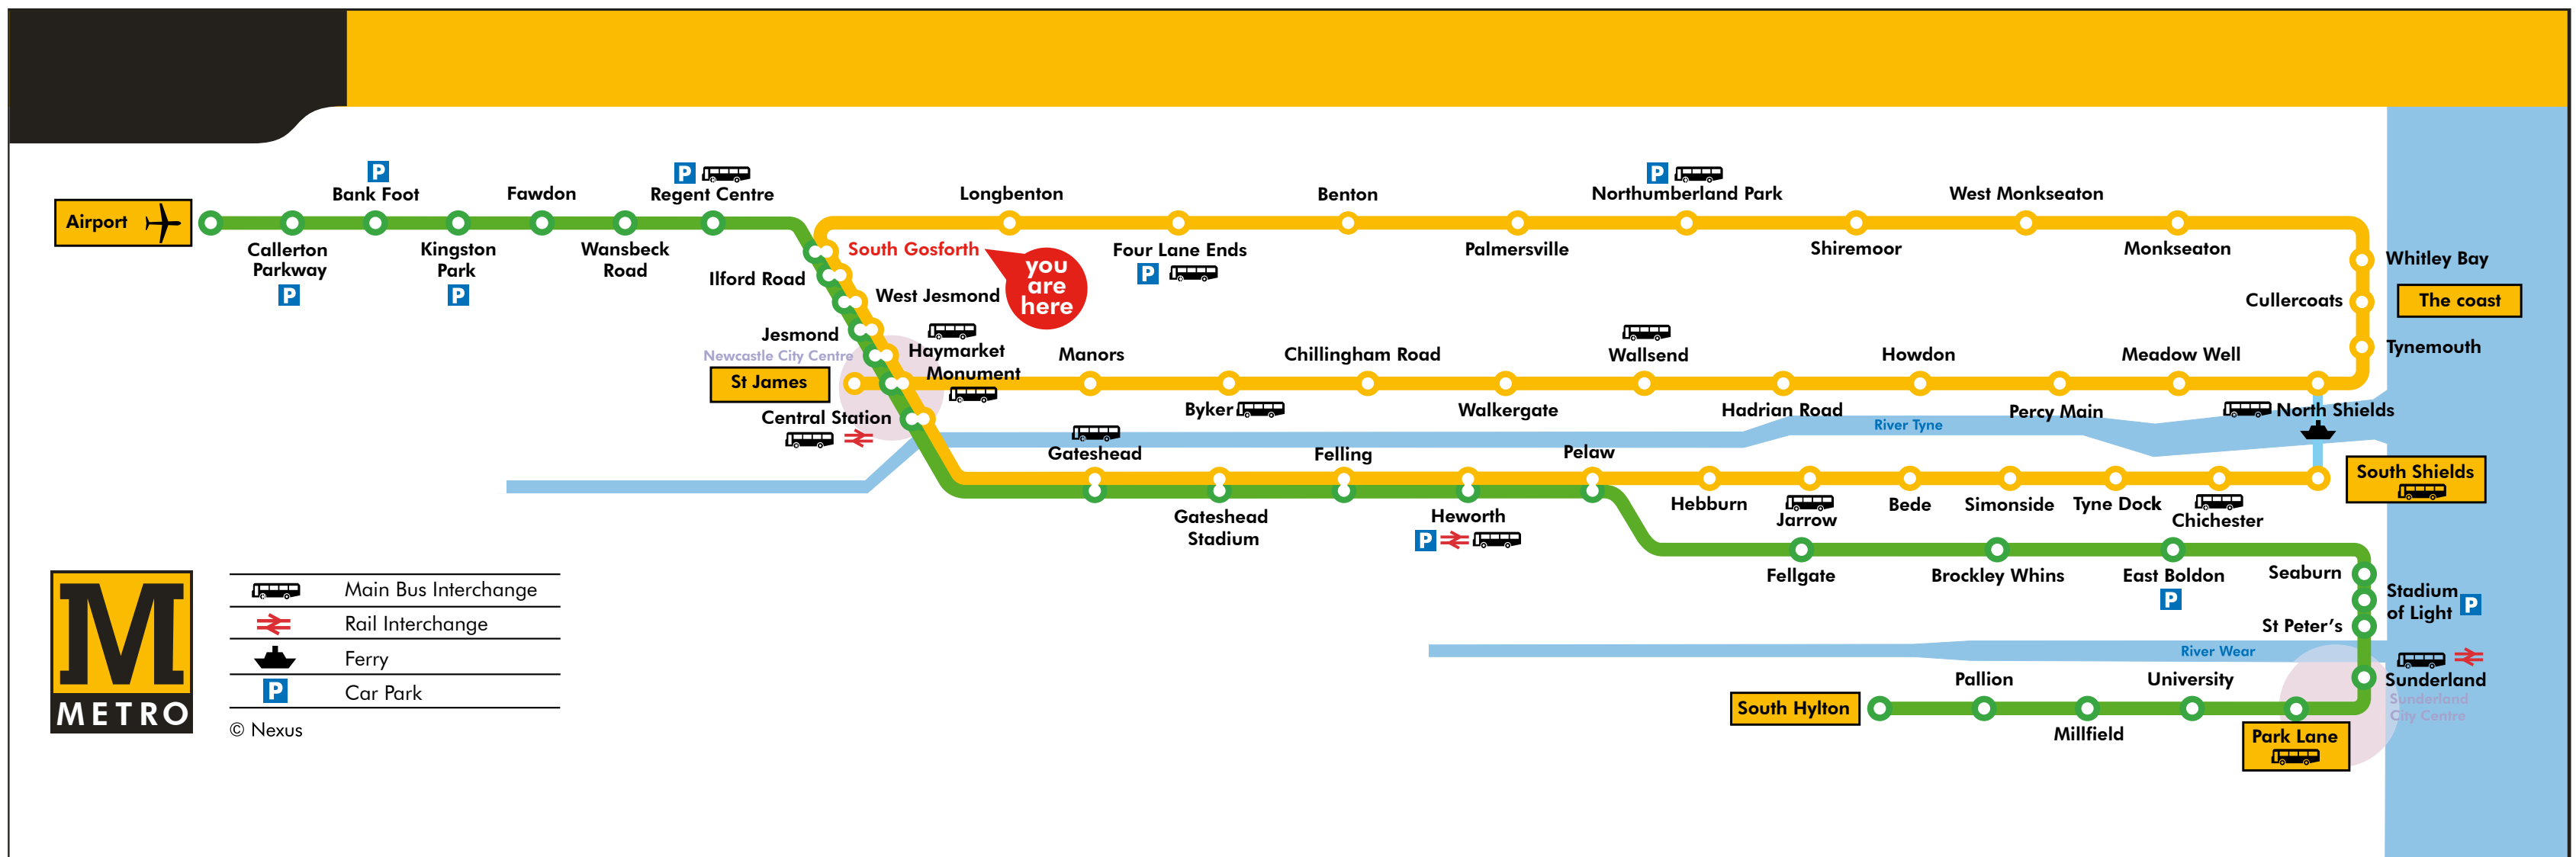 P
P
Bank Foot
Fawdon
Regent Centre
Longbenton
Benton
P
Northumberland Park
West Monkseaton
Airport
Callerton
Parkway
P
Kingston
Park
P
Wansbeck
Road
South Gosforth
you
are
here
Four Lane Ends
P
Palmersville
Shiremoor
Monkseaton
Whitley Bay
Ilford Road
West Jesmond
Cullercoats
The coast
Jesmond
Newcastle City Centre
Haymarket
Monument
Manors
Chillingham Road
Wallsend
Howdon
Meadow Well
Tynemouth
St James
Central Station
Byker
Walkergate
Hadrian Road
Percy Main
North Shields
River Tyne
Gateshead
Felling
Pelaw
South Shields
Gateshead
Stadium
Heworth
P
Hebburn
Jarrow
Bede
Simonside
Tyne Dock
Chichester
Fellgate
Brockley Whins
East Boldon
P
Seaburn
Stadium
of Light
P
St Peter's
River Wear
Sunderland
Sunderland
City Centre
Pallion
University
South Hylton
Millfield
Park Lane
M
METRO
Main Bus Interchange
Rail Interchange
Ferry
P
Car Park
© Nexus